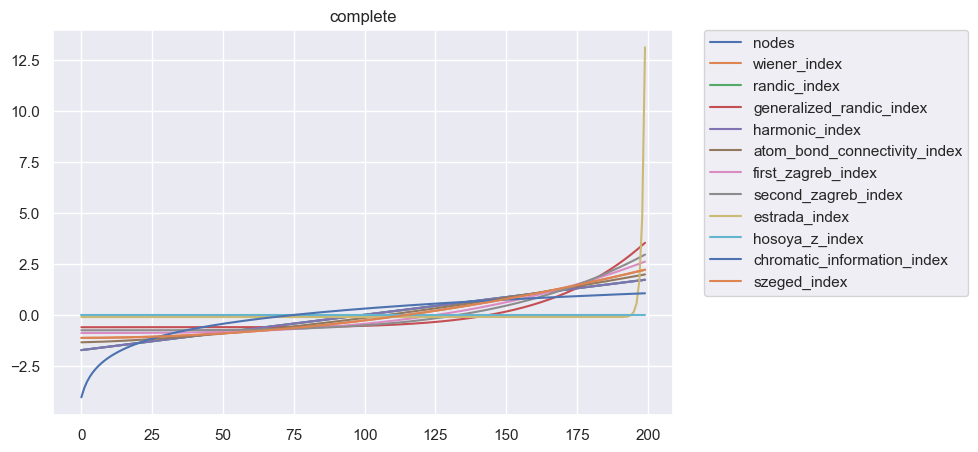 complete
12.5
10.0
7.5
5.0
2.5
0.0
−2.5
0 25 50 75 100 125 150 175 200
nodes
wiener_index
randic_index
generalized_randic_index
harmonic_index
atom_bond_connectivity_index
first_zagreb_index
second_zagreb_index
estrada_index
hosoya_z_index
chromatic_information_index
szeged_index